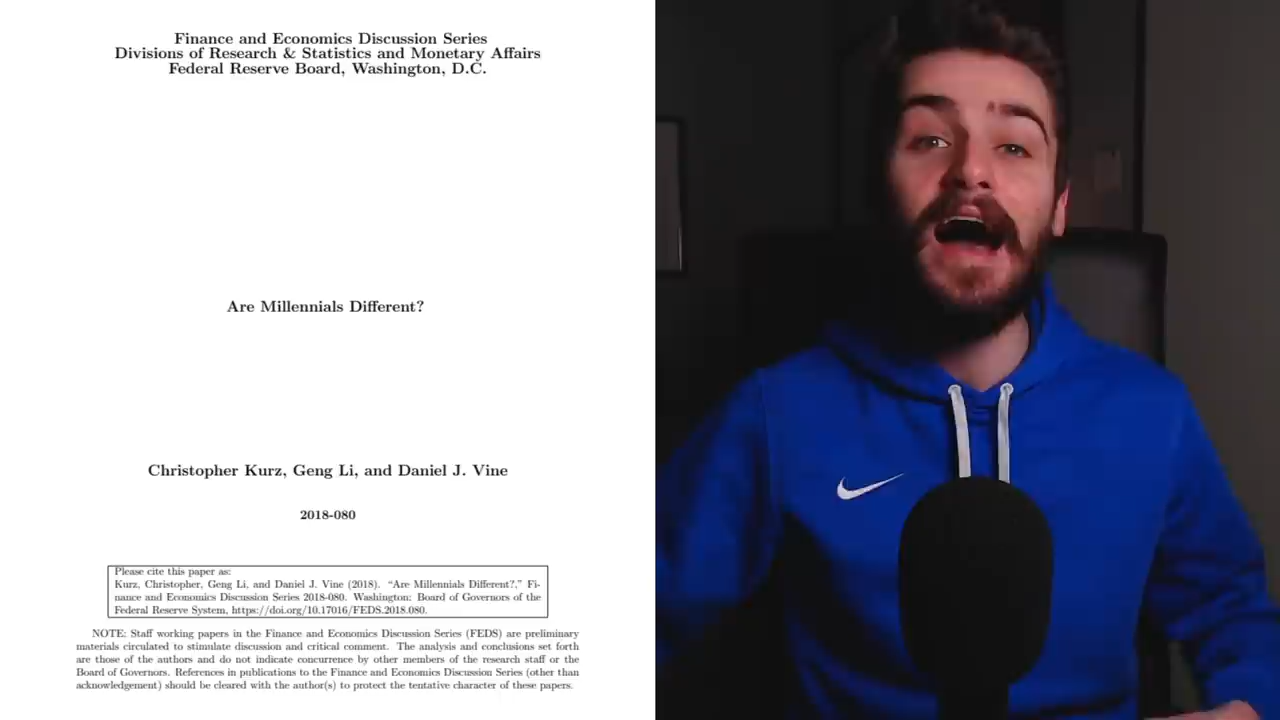 Finance and Economics Discussion Series
Divisions of Research & Statistics and Monetary Affairs
Federal Reserve Board, Washington, D.C.
Are Millennials Different?
Christopher Kurz, Geng Li, and Daniel J. Vine
2018-080
Please cite this paper as:
Kurz, Christopher, Geng Li, and Daniel J. Vine (2018). “Are Millennials Different?,” Fi-
nance and Economics Discussion Series 2018-080. Washington: Board of Governors of the
Federal Reserve System, https://doi.org/10.17016/FEDS.2018.080.
NOTE: Staff working papers in the Finance and Economics Discussion Series (FEDS) are preliminary
materials circulated to stimulate discussion and critical comment. The analysis and conclusions set forth
are those of the authors and do not indicate concurrence by other members of the research staff or the
Board of Governors. References in publications to the Finance and Economics Discussion Series (other than
acknowledgement) should be cleared with the author(s) to protect the tentative character of these papers.